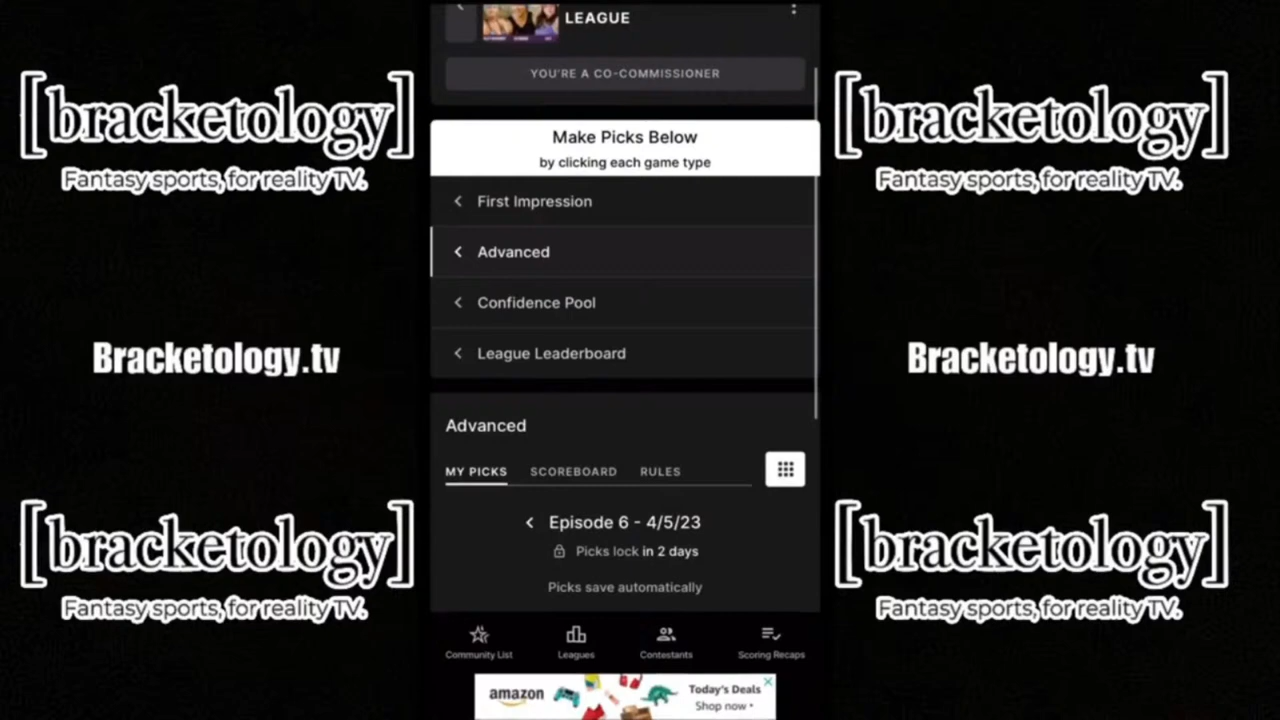 [bracketology]
Fantasy sports, for reality TV.
Bracketology.tv
[bracketology]
Fantasy sports, for reality TV.
LEAGUE
YOU'RE A CO-COMMISSIONER
Make Picks Below
by clicking each game type
First Impression
Advanced
Confidence Pool
League Leaderboard
Advanced
MY PICKS SCOREBOARD RULES
Episode 6 - 4/5/23
Picks lock in 2 days
Picks save automatically
Community List Leagues Contestants Scoring Recaps
amazon
Today's Deals
Shop now
[bracketology]
Fantasy sports, for reality TV.
Bracketology.tv
[bracketology]
Fantasy sports, for reality TV.